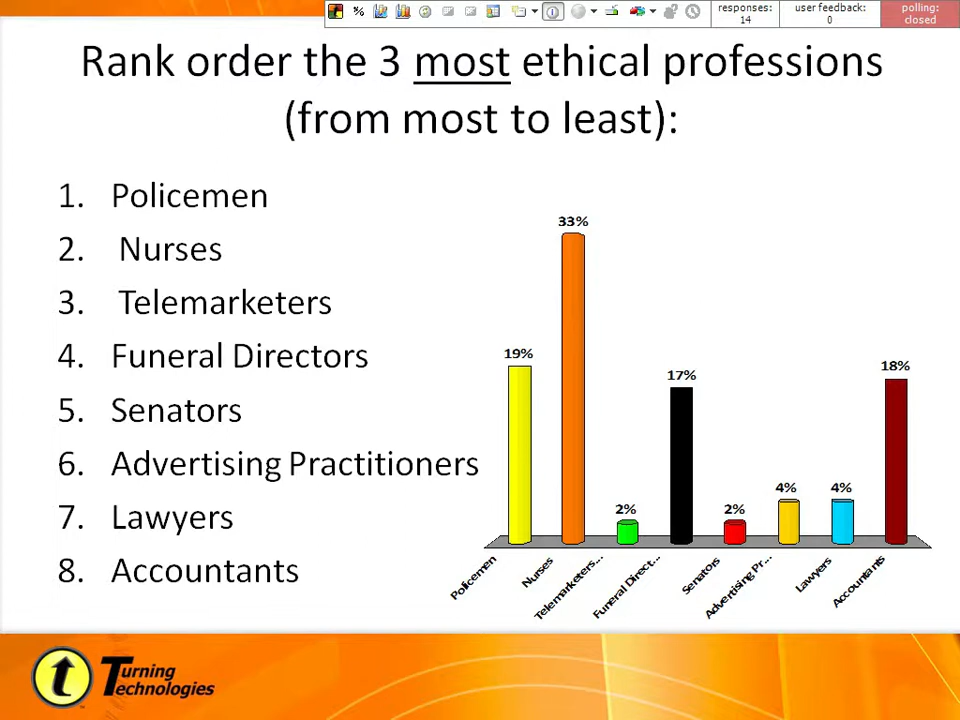 responses:
14
user feedback:
0
polling:
closed
Rank order the 3 most ethical professions
(from most to least):
1. Policemen
2. Nurses
3. Telemarketers
4. Funeral Directors
5. Senators
6. Advertising Practitioners
7. Lawyers
8. Accountants
19%
33%
2%
17%
2%
4%
4%
18%
Policemen
Nurses
Telemarketers...
Funeral Direct...
Senators
Advertising Pr...
Lawyers
Accountants
Turning
Technologies